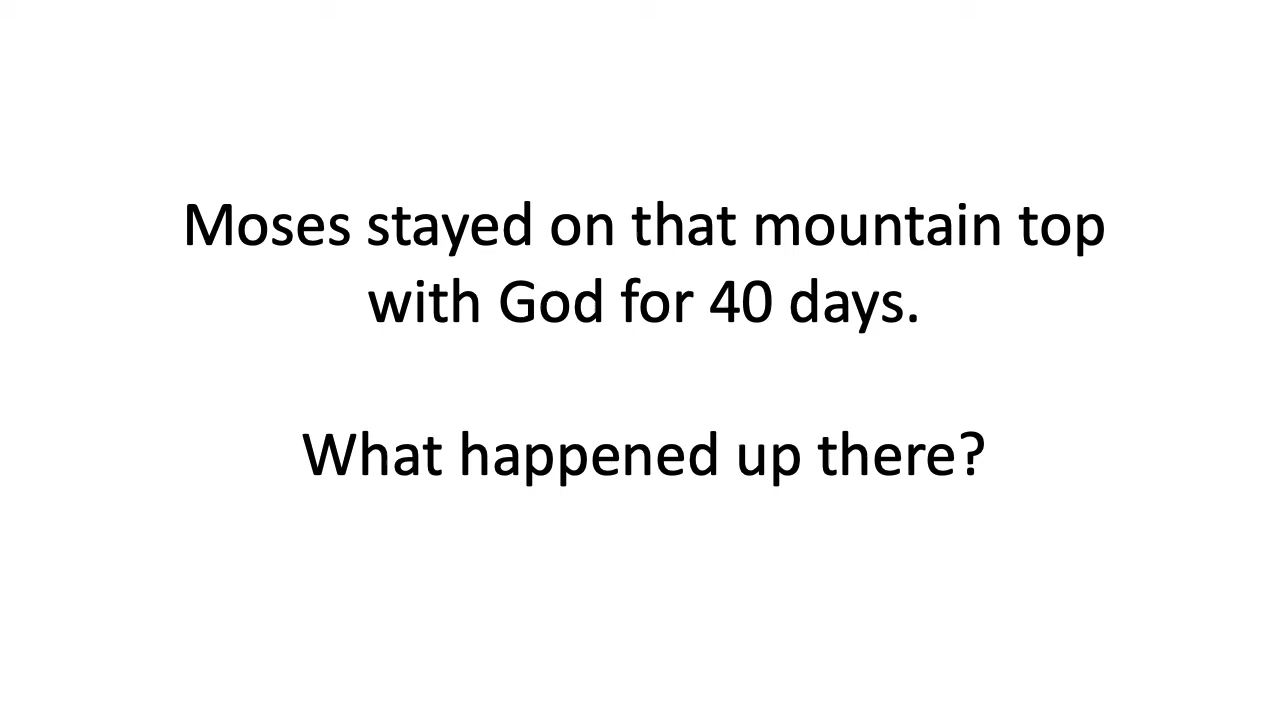 Moses stayed on that mountain top
with God for 40 days.
What happened up there?